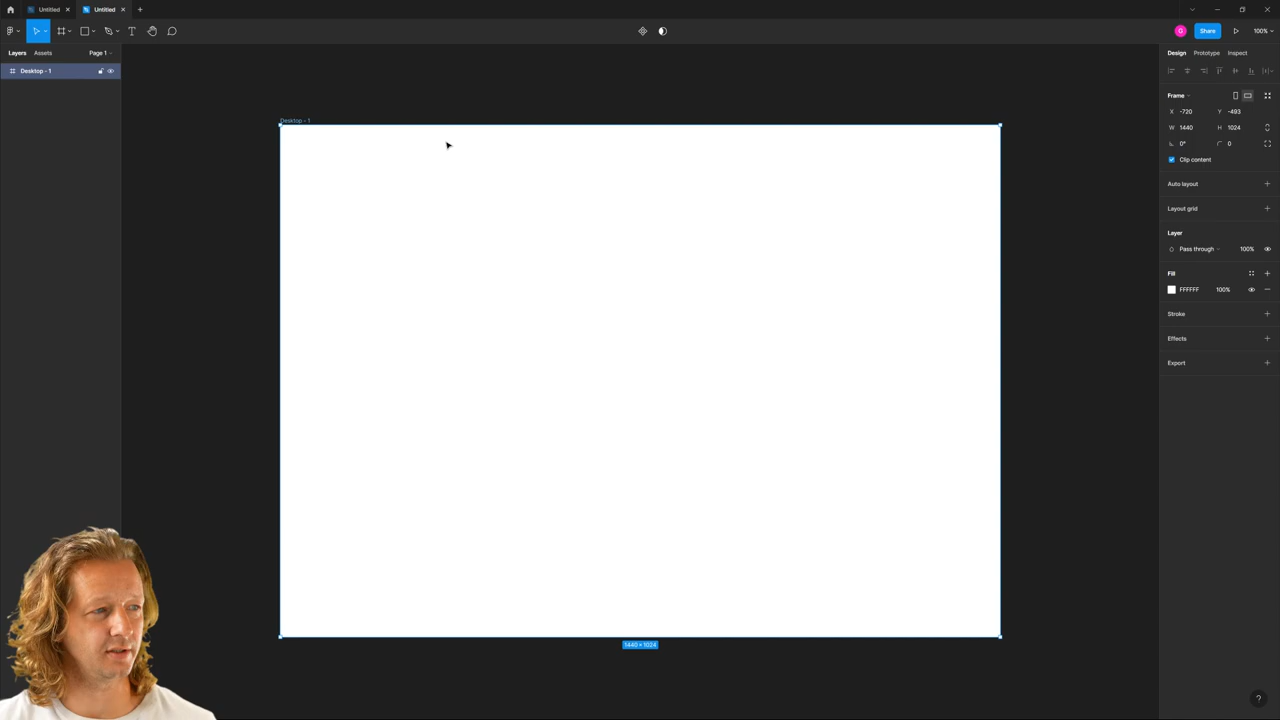 Untitled
Untitled
G
Share
100%
Layers
Assets
Page 1
Design
Prototype
Inspect
Desktop - 1
Frame
X -720
Y -493
W 1440
H 1024
0°
0
Clip content
Auto layout
Layout grid
Layer
Pass through
100%
Fill
FFFFFF
100%
Stroke
Effects
Export
Desktop - 1
1440 × 1024
?